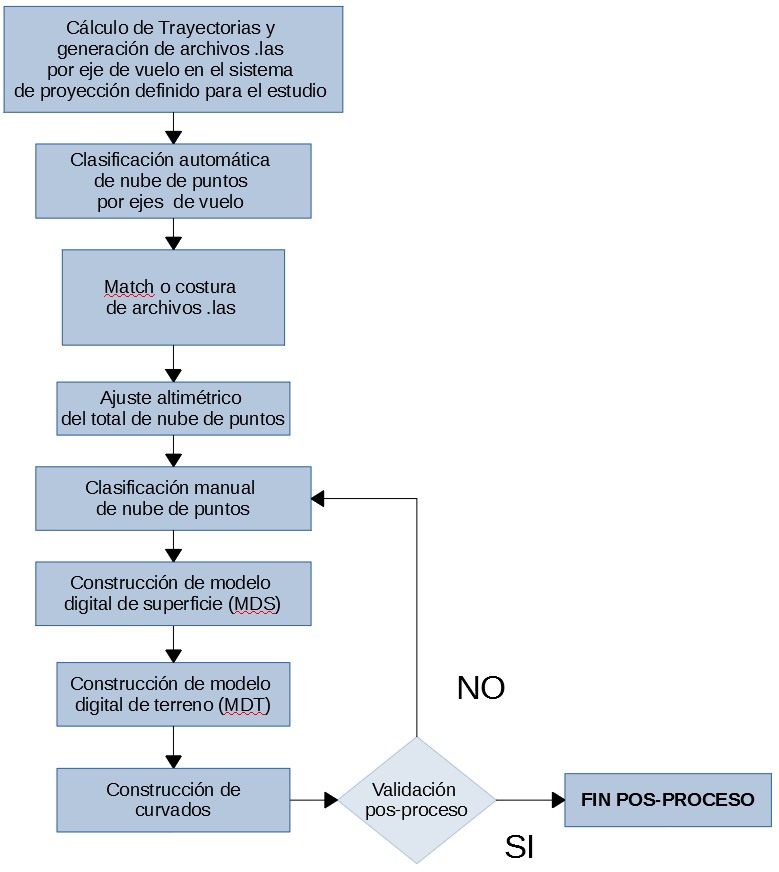 Cálculo de Trayectorias y
generación de archivos .las
por eje de vuelo en el sistema
de proyección definido para el estudio
Clasificación automática
de nube de puntos
por ejes de vuelo
Match o costura
de archivos .las
Ajuste altimétrico
del total de nube de puntos
Clasificación manual
de nube de puntos
Construcción de modelo
digital de superficie (MDS)
Construcción de modelo
digital de terreno (MDT)
Construcción de
curvados
Validación
pos-proceso
NO
SI
FIN POS-PROCESO